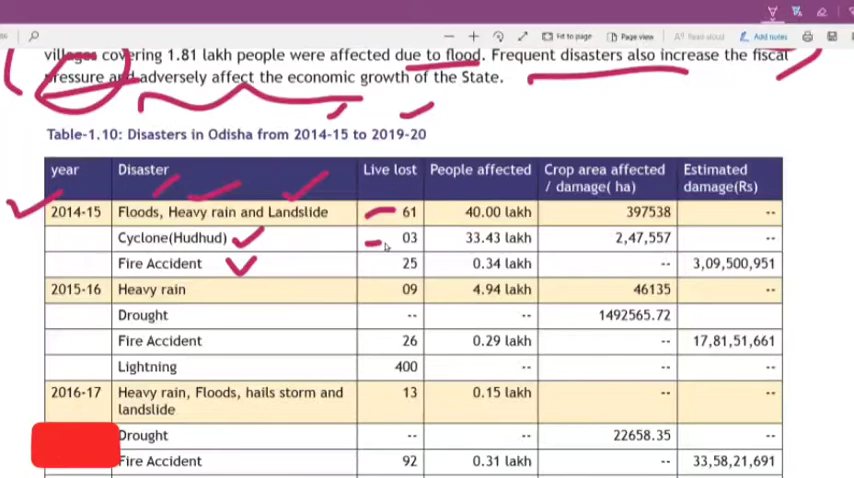 Fit to page
Page view
Read aloud
Add notes
villages covering 1.81 lakh people were affected due to flood. Frequent disasters also increase the fiscal
pressure and adversely affect the economic growth of the State.
Table-1.10: Disasters in Odisha from 2014-15 to 2019-20
year Disaster Live lost People affected Crop area affected / damage( ha) Estimated damage(Rs)
2014-15 Floods, Heavy rain and Landslide 61 40.00 lakh 397538 --
Cyclone(Hudhud) 03 33.43 lakh 2,47,557 --
Fire Accident 25 0.34 lakh -- 3,09,500,951
2015-16 Heavy rain 09 4.94 lakh 46135 --
Drought -- -- 1492565.72
Fire Accident 26 0.29 lakh -- 17,81,51,661
Lightning 400 -- -- --
2016-17 Heavy rain, Floods, hails storm and landslide 13 0.15 lakh -- --
Drought -- -- 22658.35 --
Fire Accident 92 0.31 lakh -- 33,58,21,691